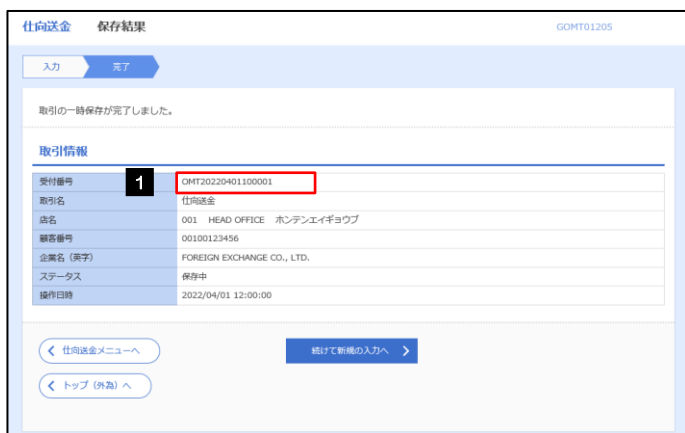 仕向送金 保存結果 GOMT01205
入力 完了
取引の一時保存が完了しました。
取引情報
受付番号 1 OMT20220401100001
取引名 仕向送金
店名 001 HEAD OFFICE ホンテンエイギョウブ
顧客番号 00100123456
企業名（英字） FOREIGN EXCHANGE CO., LTD.
ステータス 保存中
操作日時 2022/04/01 12:00:00
仕向送金メニューへ 続けて新規の入力へ
トップ（外為）へ